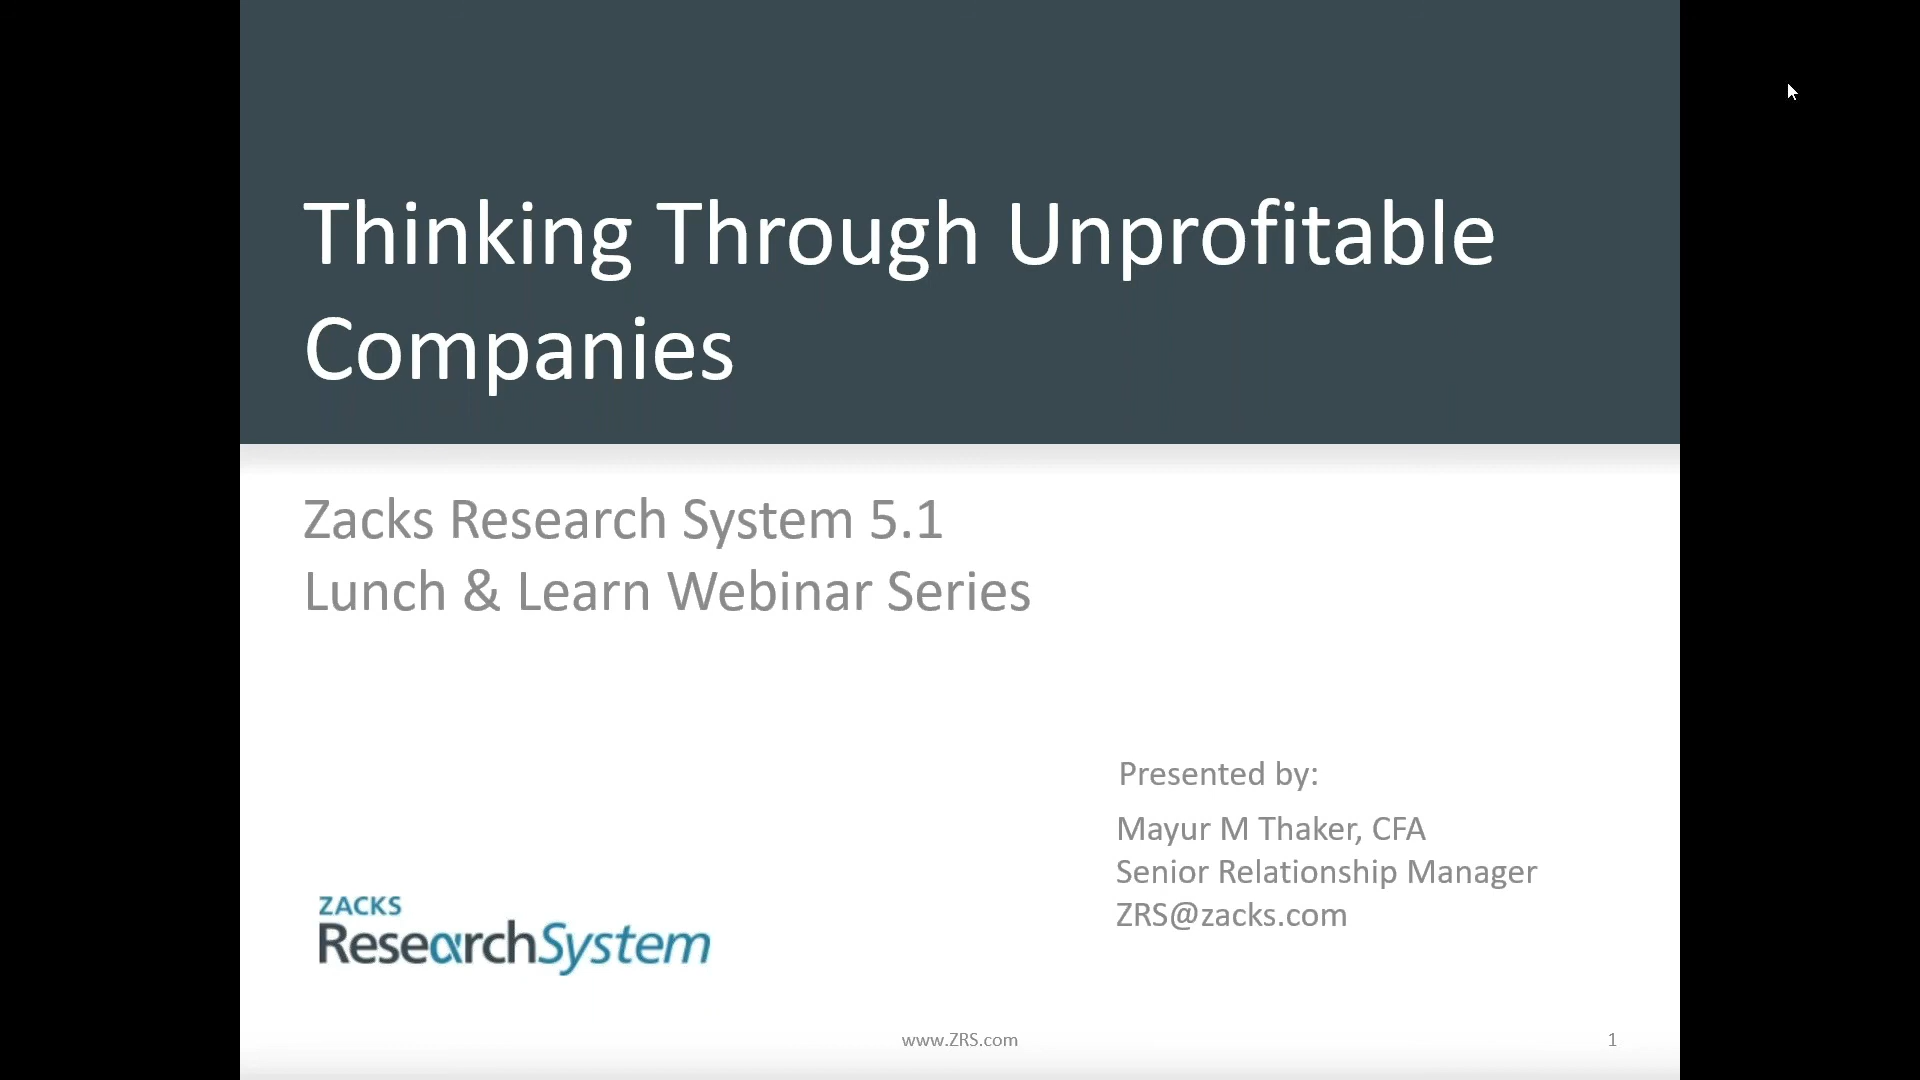 Thinking Through Unprofitable
Companies
Zacks Research System 5.1
Lunch & Learn Webinar Series
Presented by:
Mayur M Thaker, CFA
Senior Relationship Manager
ZRS@zacks.com
ZACKS
ResearchSystem
www.ZRS.com
1